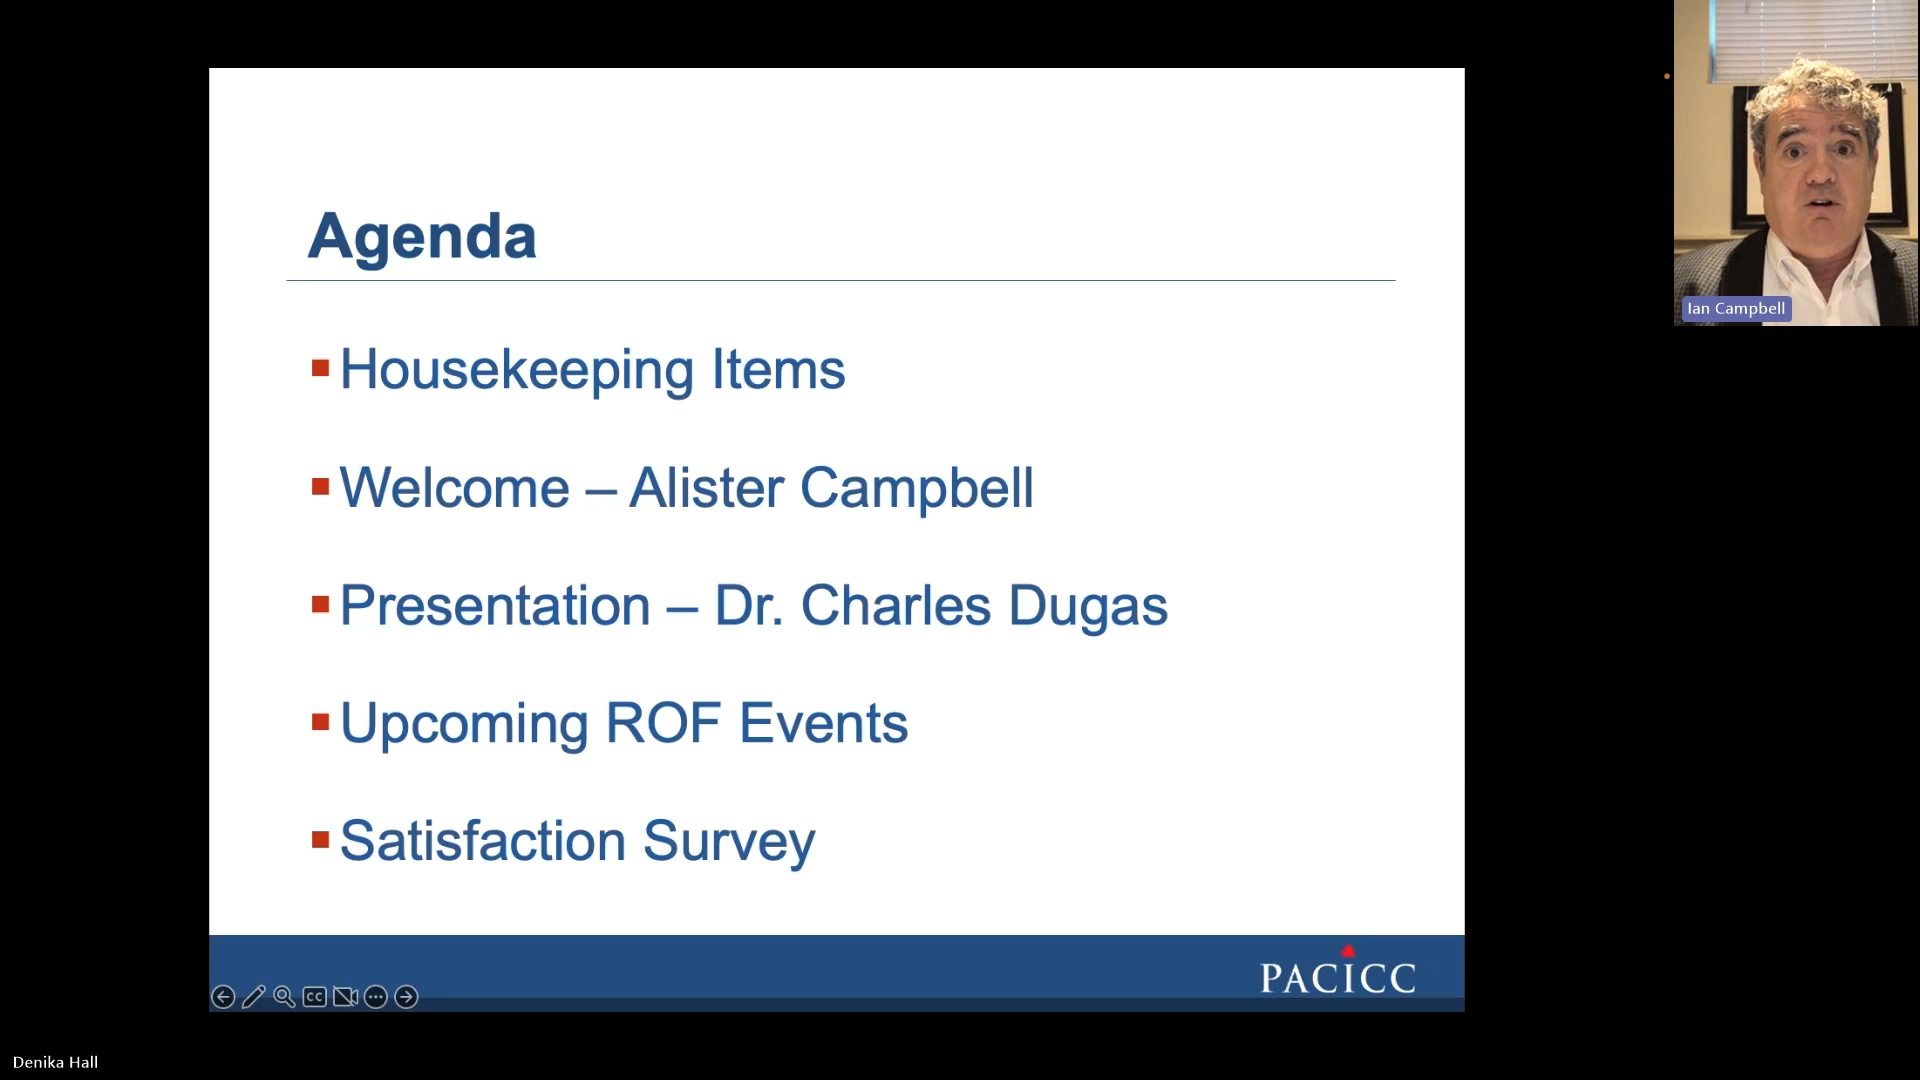 Agenda
Housekeeping Items
Welcome – Alister Campbell
Presentation – Dr. Charles Dugas
Upcoming ROF Events
Satisfaction Survey
PACICC
CC
Ian Campbell
Denika Hall